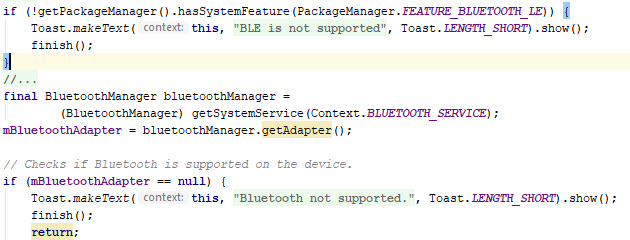 if (!getPackageManager().hasSystemFeature(PackageManager.FEATURE_BLUETOOTH_LE)) {
    Toast.makeText( context: this, "BLE is not supported", Toast.LENGTH_SHORT).show();
    finish();
}
//...
final BluetoothManager bluetoothManager =
        (BluetoothManager) getSystemService(Context.BLUETOOTH_SERVICE);
mBluetoothAdapter = bluetoothManager.getAdapter();
// Checks if Bluetooth is supported on the device.
if (mBluetoothAdapter == null) {
    Toast.makeText( context: this, "Bluetooth not supported.", Toast.LENGTH_SHORT).show();
    finish();
    return;